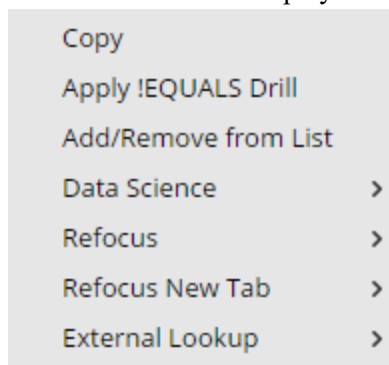 Copy
Apply !EQUALS Drill
Add/Remove from List
Data Science
Refocus
Refocus New Tab
External Lookup